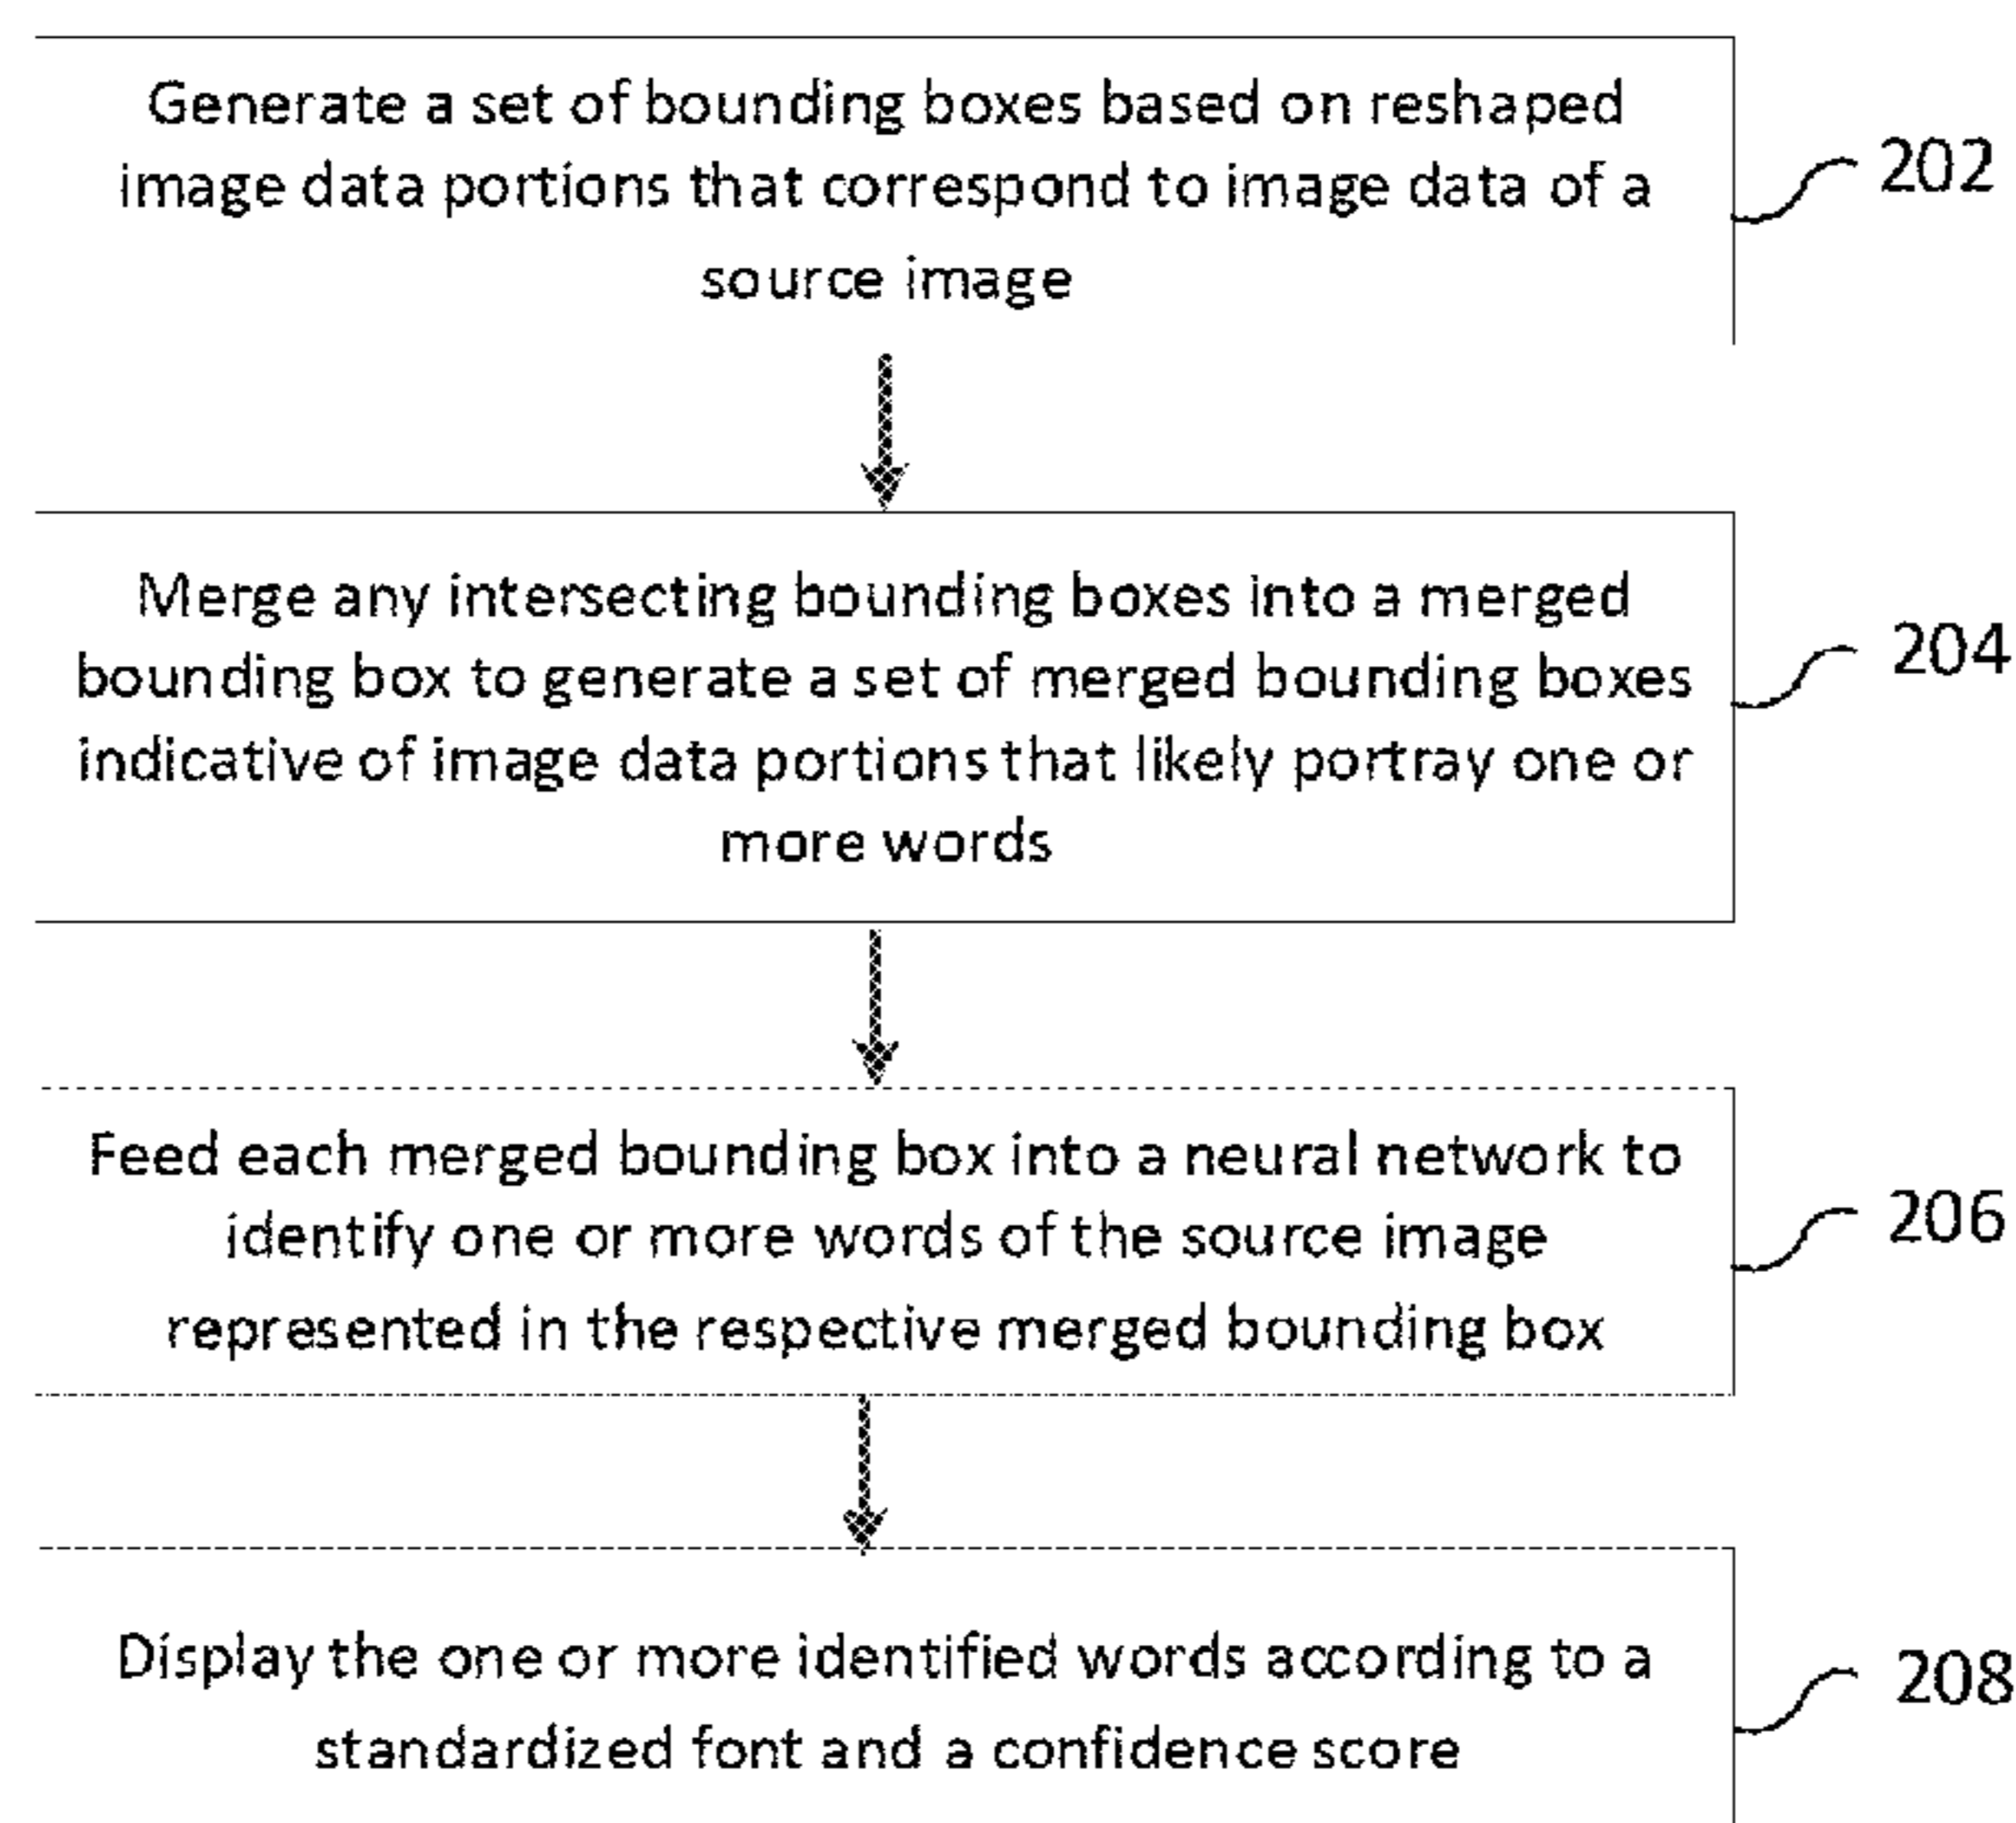 Generate a set of bounding boxes based on reshaped
image data portions that correspond to image data of a
source image
202
Merge any intersecting bounding boxes into a merged
bounding box to generate a set of merged bounding boxes
indicative of image data portions that likely portray one or
more words
204
Feed each merged bounding box into a neural network to
identify one or more words of the source image
represented in the respective merged bounding box
206
Display the one or more identified words according to a
standardized font and a confidence score
208